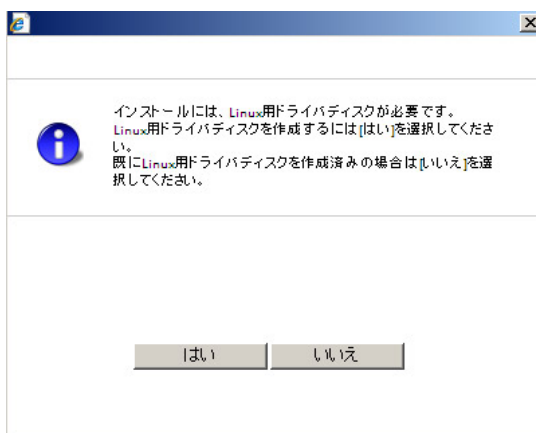 インストールには、Linux用ドライバディスクが必要です。
Linux用ドライバディスクを作成するには[はい]を選択してくださ
い。
既にLinux用ドライバディスクを作成済みの場合は[いいえ]を選
択してください。
はい
いいえ